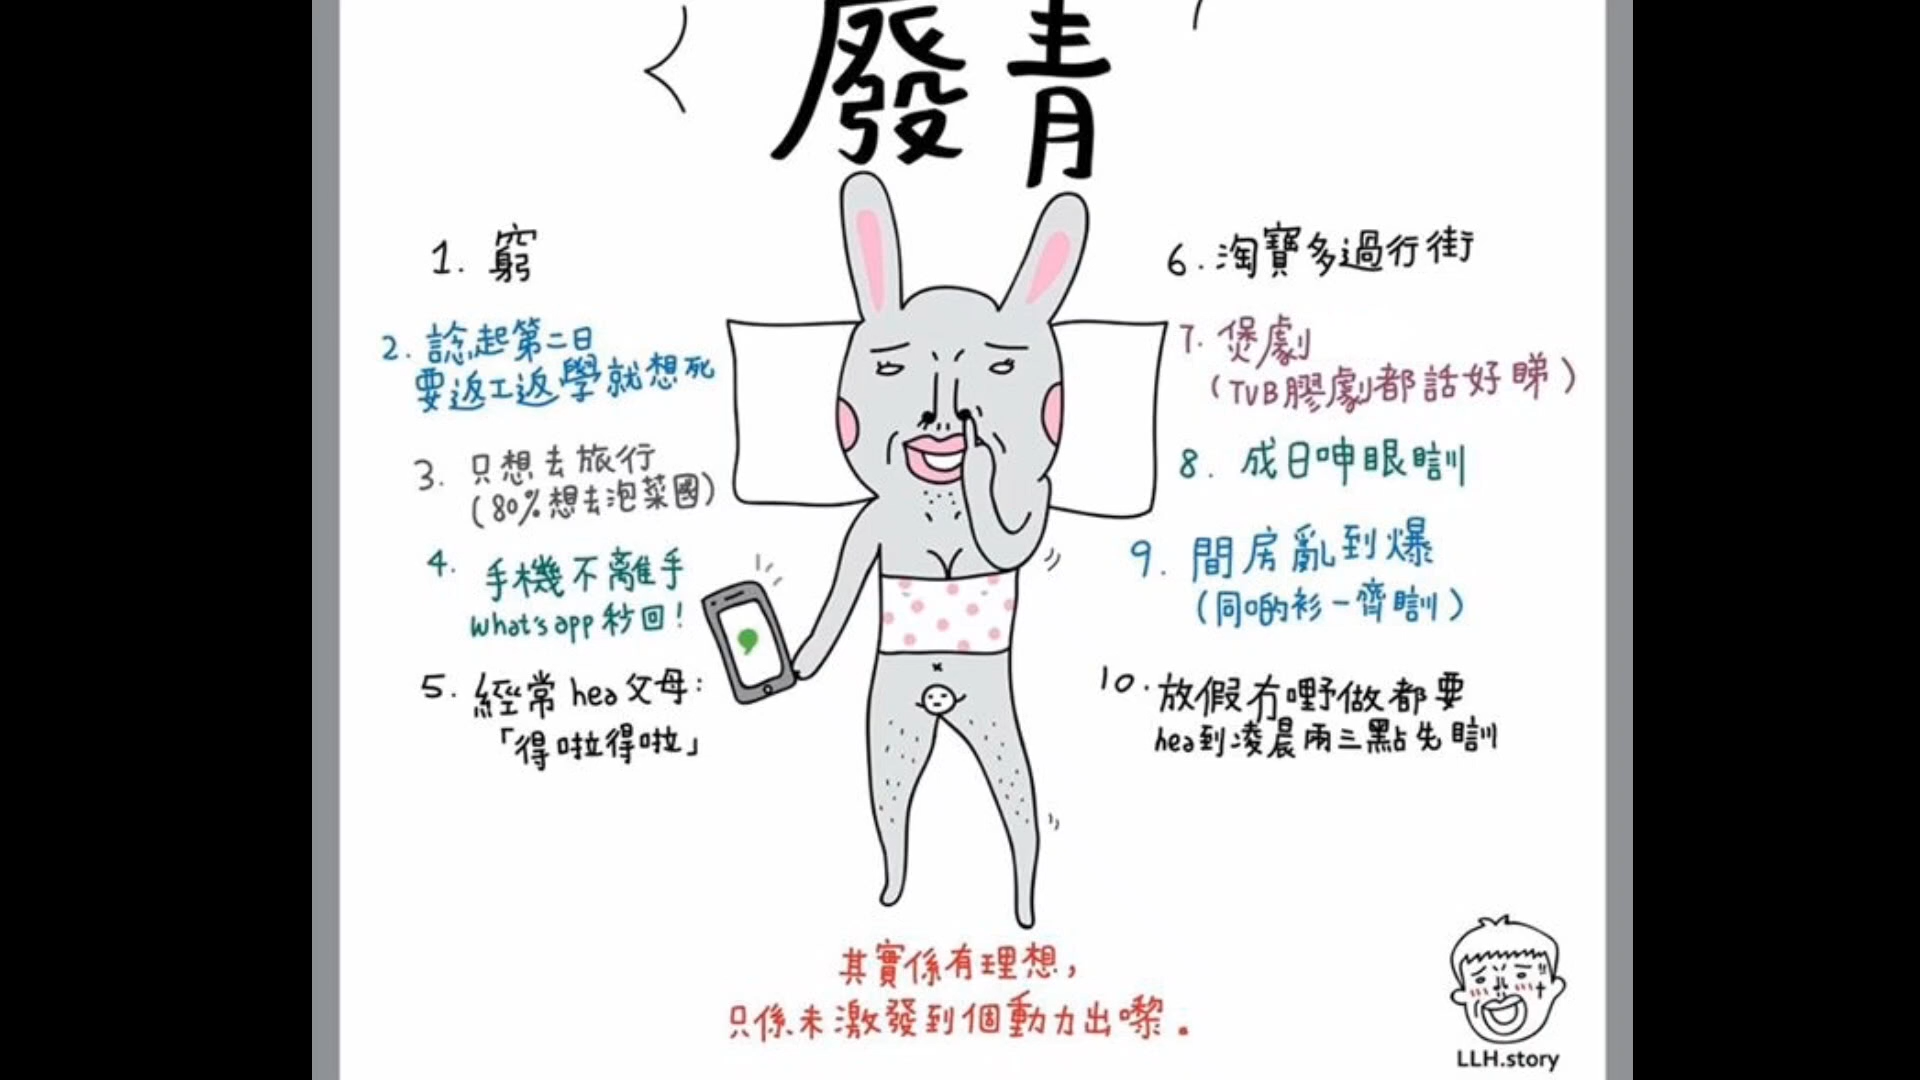 廢青
1. 窮
2. 諗起第二日
要返工返學就想死
3. 只想去旅行
(80%想去泡菜國)
4. 手機不離手
what's app 秒回!
5. 經常hea父母:
「得啦得啦」
6. 淘寶多過行街
7. 煲劇
(TVB膠劇都話好睇)
8. 成日呻眼瞓
9. 間房亂到爆
(同啲衫一齊瞓)
10. 放假冇嘢做都要
hea到凌晨兩三點先瞓
其實係有理想,
只係未激發到個動力出嚟.
LLH.story